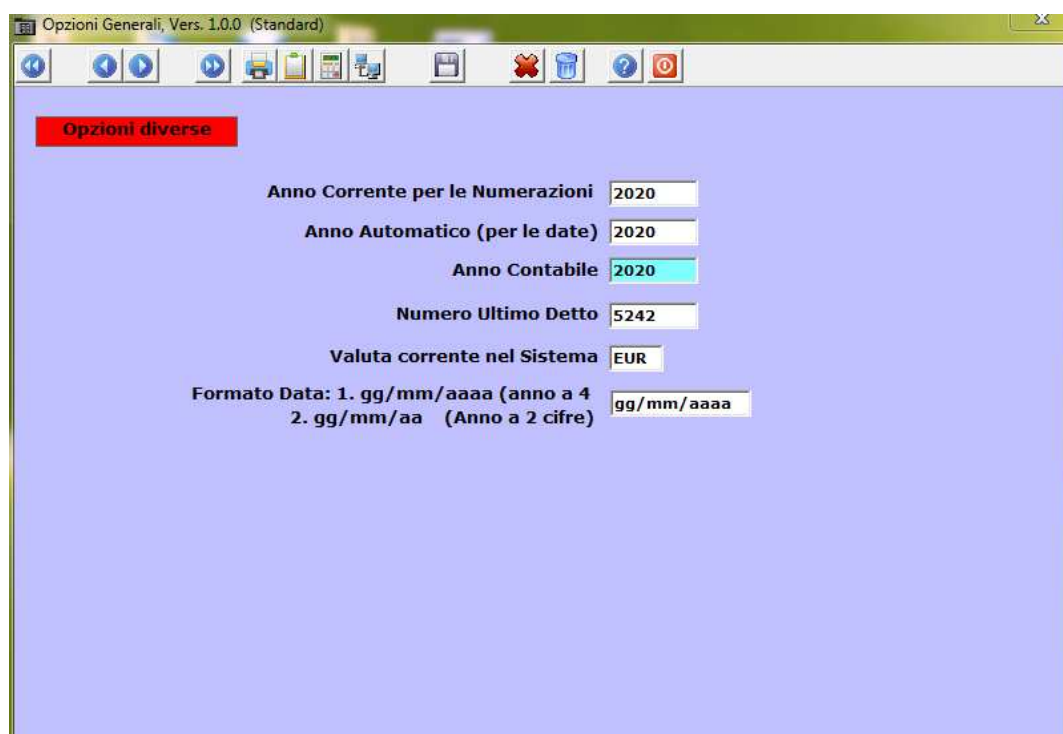 Opzioni Generali, Vers. 1.0.0 (Standard)
Opzioni diverse
Anno Corrente per le Numerazioni 2020
Anno Automatico (per le date) 2020
Anno Contabile 2020
Numero Ultimo Detto 5242
Valuta corrente nel Sistema EUR
Formato Data: 1. gg/mm/aaaa (anno a 4 gg/mm/aaaa
2. gg/mm/aa (Anno a 2 cifre)